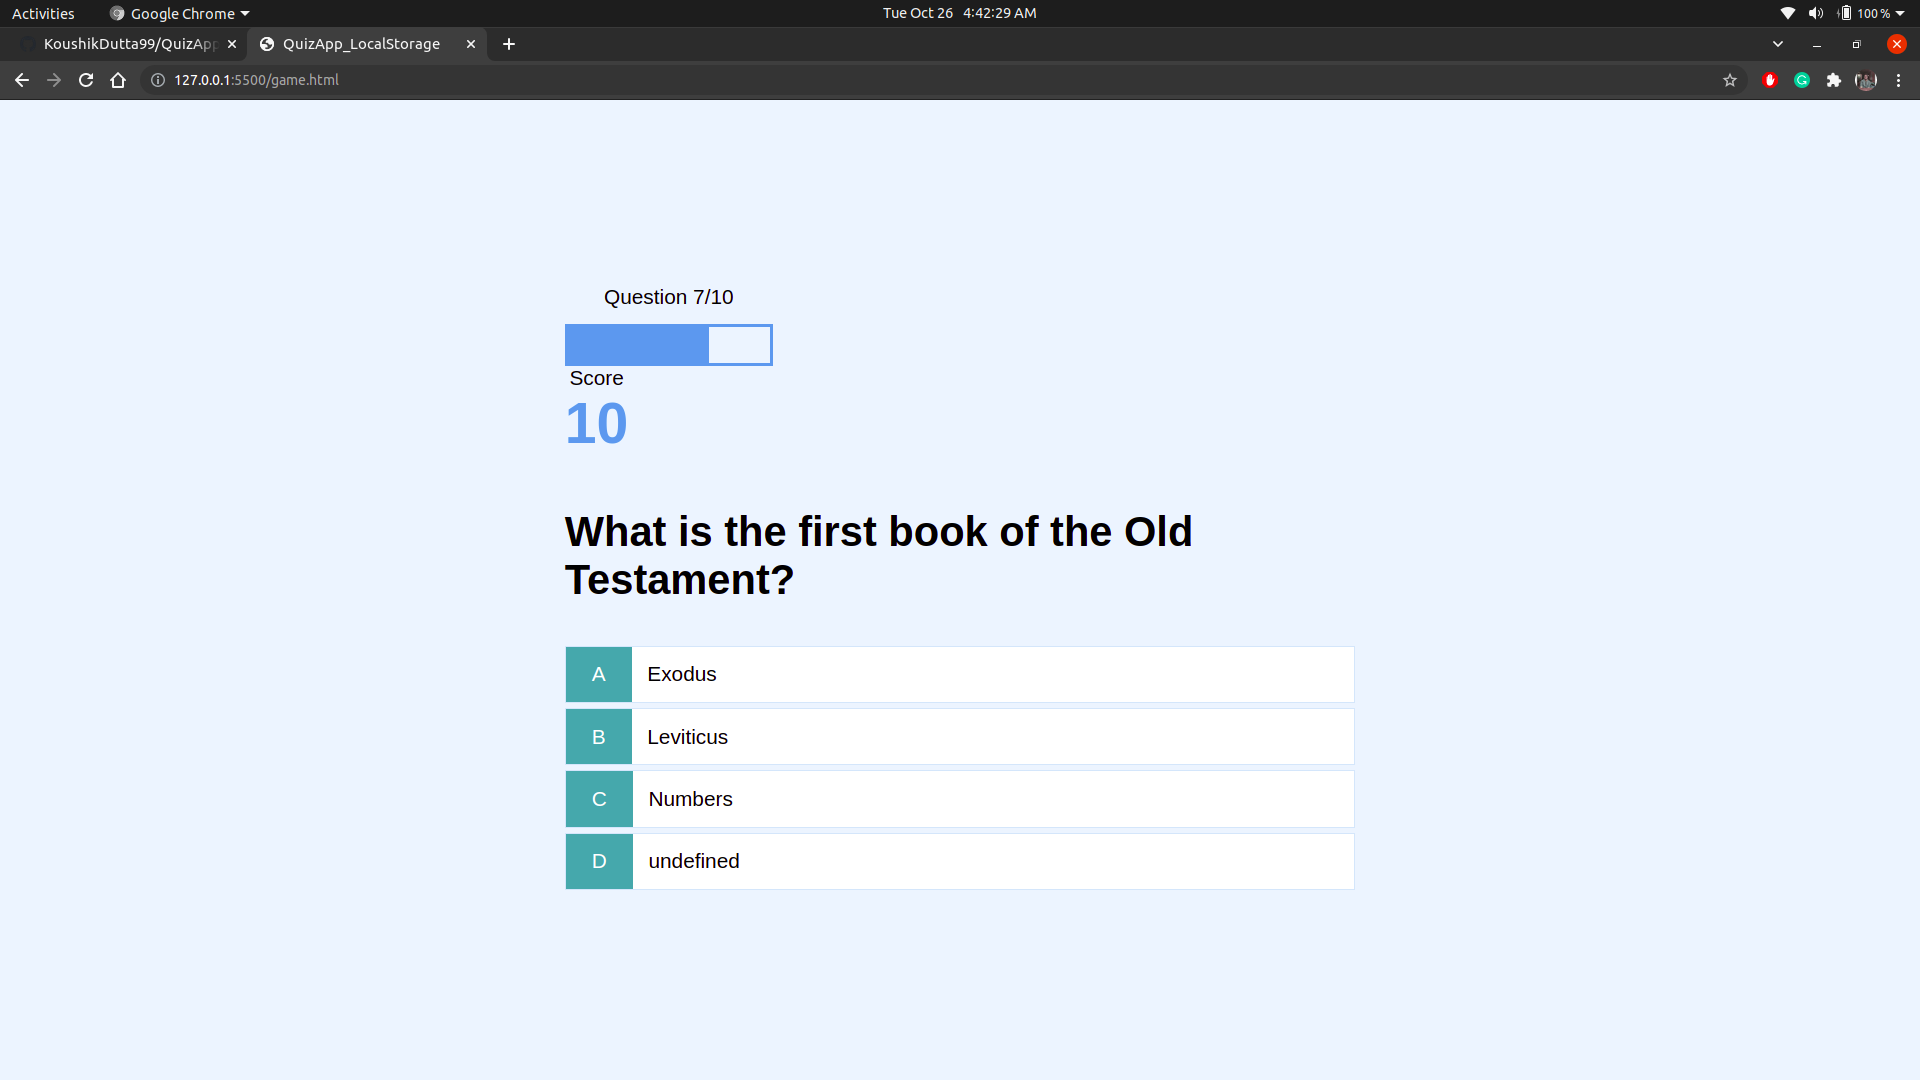 Activities
Google Chrome
Tue Oct 26 4:42:29 AM
100 %
KoushikDutta99/QuizApp
QuizApp_LocalStorage
127.0.0.1:5500/game.html
Question 7/10
Score
10
What is the first book of the Old
Testament?
A Exodus
B Leviticus
C Numbers
D undefined